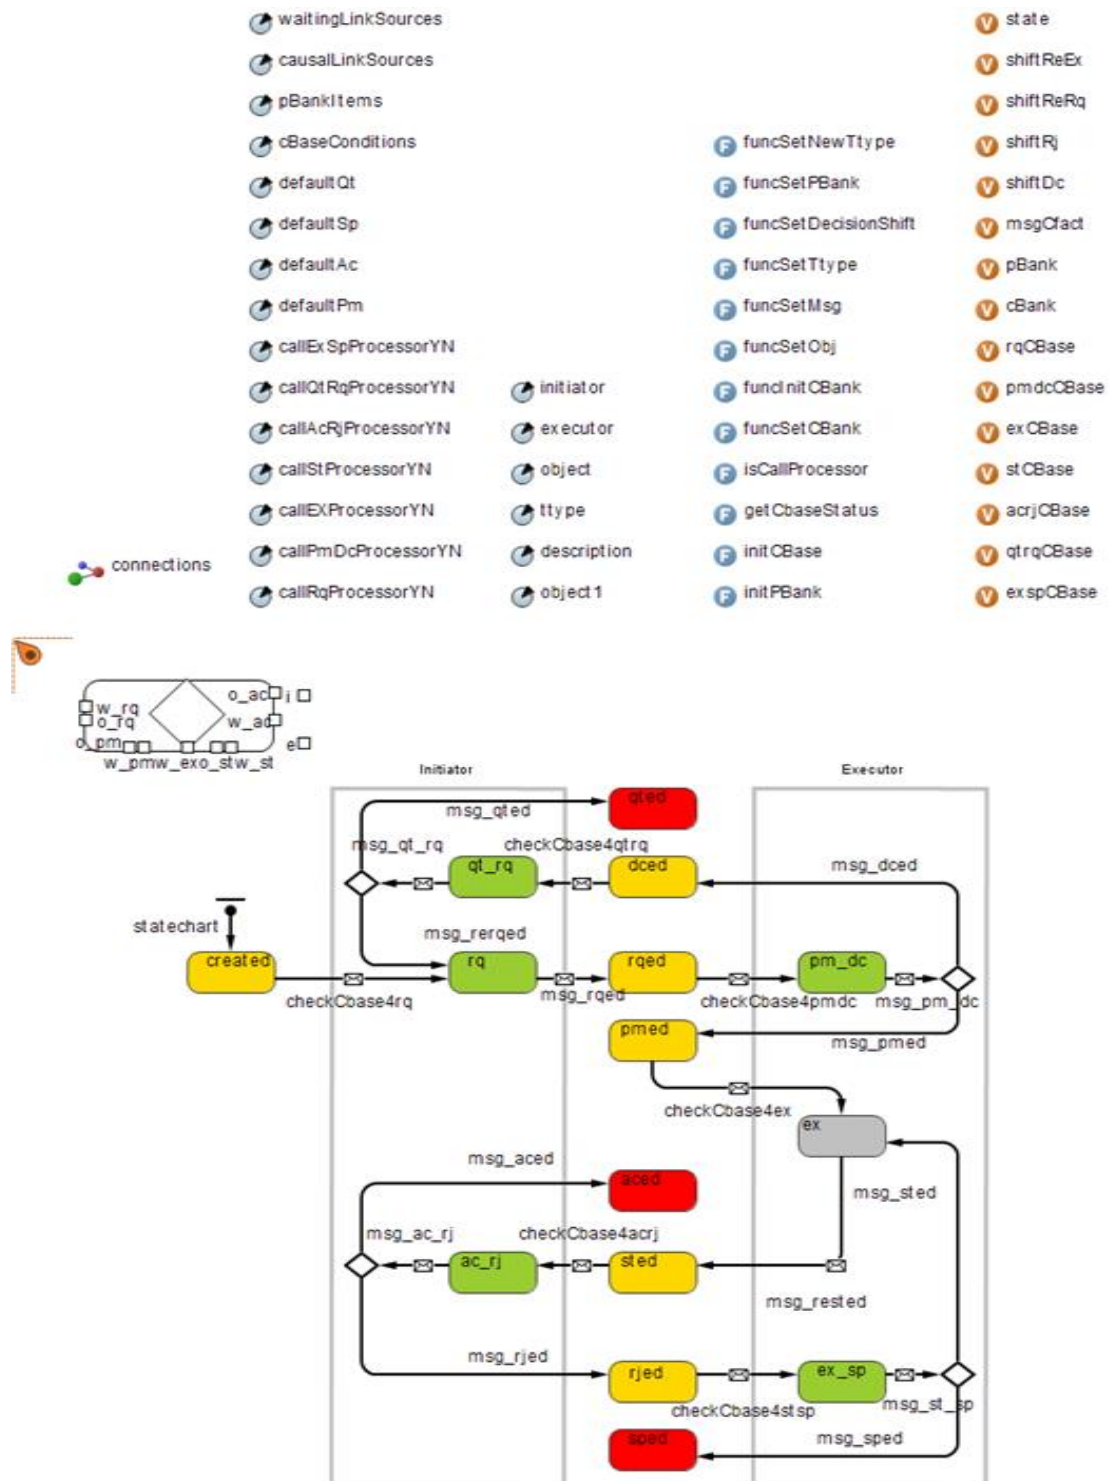 waitingLinkSources
state
causalLinkSources
shiftReEx
pBankItems
shiftReRq
cBaseConditions
funcSetNewTtype
shiftRj
defaultQt
funcSetPBank
shiftDc
defaultSp
funcSetDecisionShift
msgCfact
defaultAc
funcSetTtype
pBank
defaultPm
funcSetMsg
cBank
callExSpProcessorYN
funcSetObj
rqCBase
callQtRqProcessorYN
initiator
funcInitCBank
pmdcCBase
callAcRjProcessorYN
executor
funcSetCBank
exCBase
callStProcessorYN
object
isCallProcessor
stCBase
callEXProcessorYN
ttype
getCbaseStatus
acrjCBase
connections
callPmDcProcessorYN
description
initCBase
qtrqCBase
callRqProcessorYN
object1
initPBank
exspCBase
o_ac
i
w_rq
o_rq
w_ac
o_pm
e
w_pm
w_ex
o_st
w_st
Initiator
Executor
qted
msg_qted
msg_qt_rq
checkCbase4qtrq
qt_rq
dced
msg_dced
statechart
msg_rerqed
created
rq
rqed
pm_dc
checkCbase4rq
msg_rqed
checkCbase4pmdc
msg_pm_dc
pmed
msg_pmed
checkCbase4ex
ex
msg_aced
aced
msg_sted
msg_ac_rj
checkCbase4acrj
ac_rj
sted
msg_rested
msg_rjed
rjed
ex_sp
checkCbase4stsp
msg_st_sp
sped
msg_sped